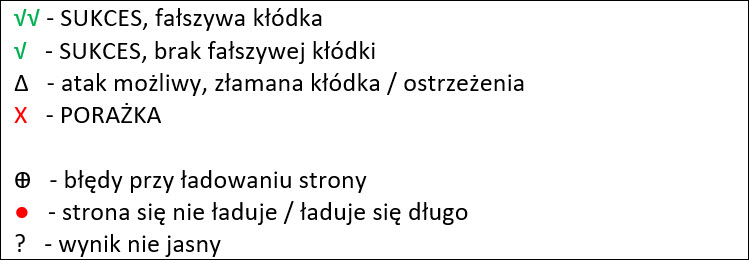 √√ - SUKCES, fałszywa kłódka
√ - SUKCES, brak fałszywej kłódki
Δ - atak możliwy, złamana kłódka / ostrzeżenia
X - PORAŻKA
⊕ - błędy przy ładowaniu strony
● - strona się nie ładuje / ładuje się długo
? - wynik nie jasny